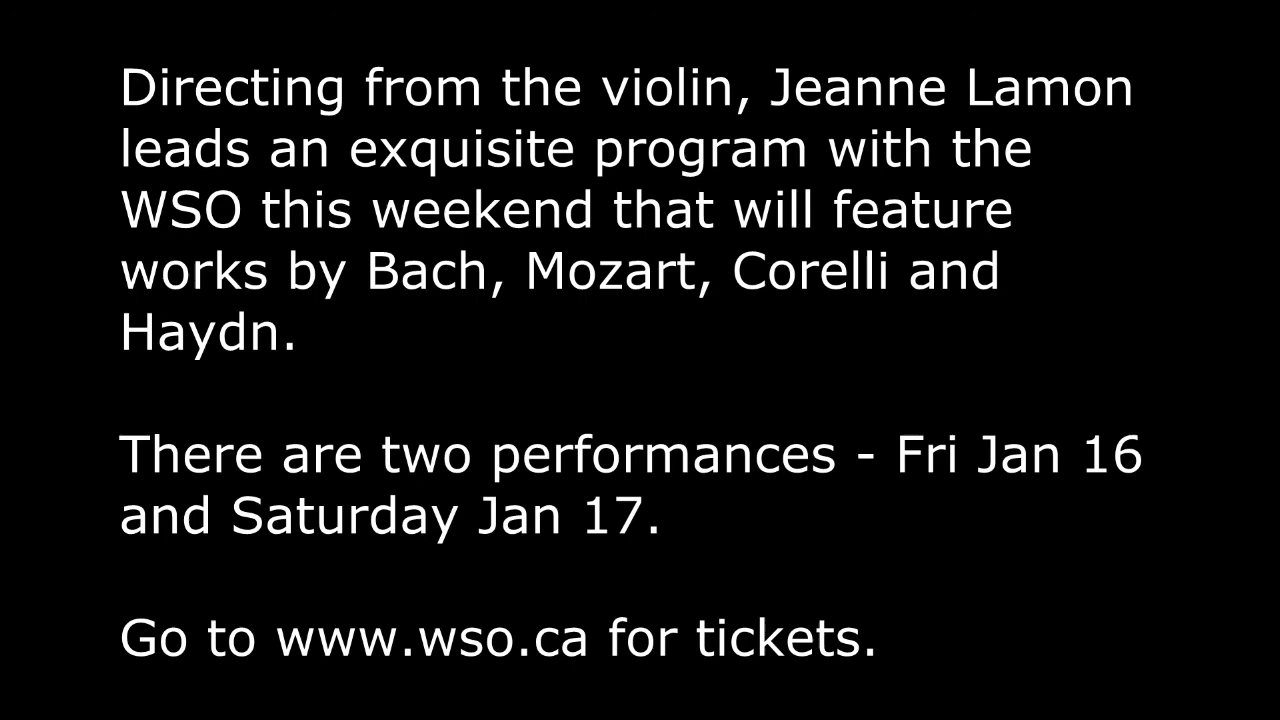 Directing from the violin, Jeanne Lamon
leads an exquisite program with the
WSO this weekend that will feature
works by Bach, Mozart, Corelli and
Haydn.
There are two performances - Fri Jan 16
and Saturday Jan 17.
Go to www.wso.ca for tickets.